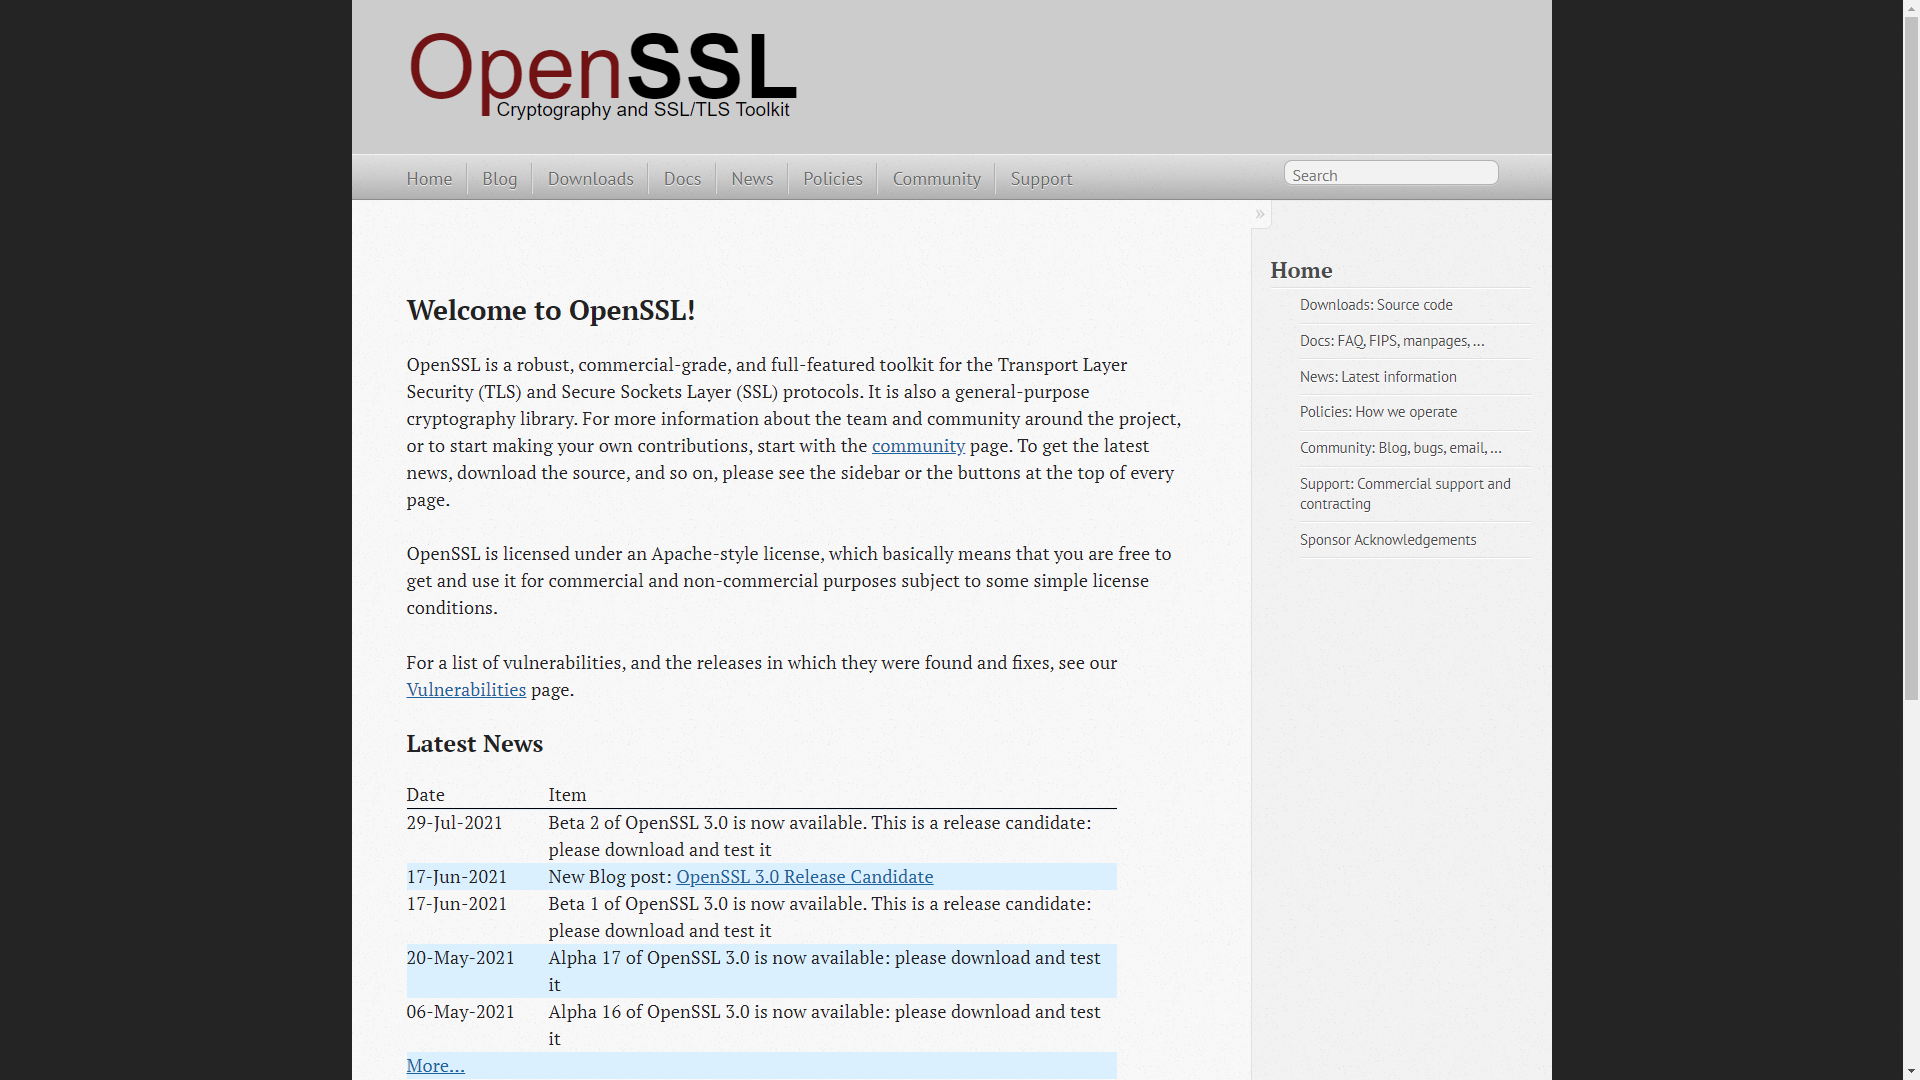 OpenSSL
Cryptography and SSL/TLS Toolkit
Home Blog Downloads Docs News Policies Community Support
Search
»
Welcome to OpenSSL!
OpenSSL is a robust, commercial-grade, and full-featured toolkit for the Transport Layer
Security (TLS) and Secure Sockets Layer (SSL) protocols. It is also a general-purpose
cryptography library. For more information about the team and community around the project,
or to start making your own contributions, start with the community page. To get the latest
news, download the source, and so on, please see the sidebar or the buttons at the top of every
page.
OpenSSL is licensed under an Apache-style license, which basically means that you are free to
get and use it for commercial and non-commercial purposes subject to some simple license
conditions.
For a list of vulnerabilities, and the releases in which they were found and fixes, see our
Vulnerabilities page.
Latest News
Date Item
29-Jul-2021 Beta 2 of OpenSSL 3.0 is now available. This is a release candidate:
please download and test it
17-Jun-2021 New Blog post: OpenSSL 3.0 Release Candidate
17-Jun-2021 Beta 1 of OpenSSL 3.0 is now available. This is a release candidate:
please download and test it
20-May-2021 Alpha 17 of OpenSSL 3.0 is now available: please download and test
it
06-May-2021 Alpha 16 of OpenSSL 3.0 is now available: please download and test
it
More...
Home
Downloads: Source code
Docs: FAQ, FIPS, manpages, ...
News: Latest information
Policies: How we operate
Community: Blog, bugs, email, ...
Support: Commercial support and
contracting
Sponsor Acknowledgements